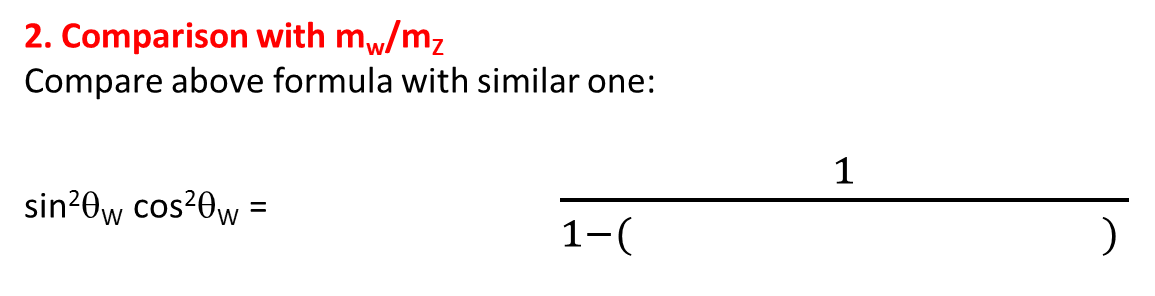 2. Comparison with mw/mZ
Compare above formula with similar one:
1
sin²θW cos²θW =
1−( )